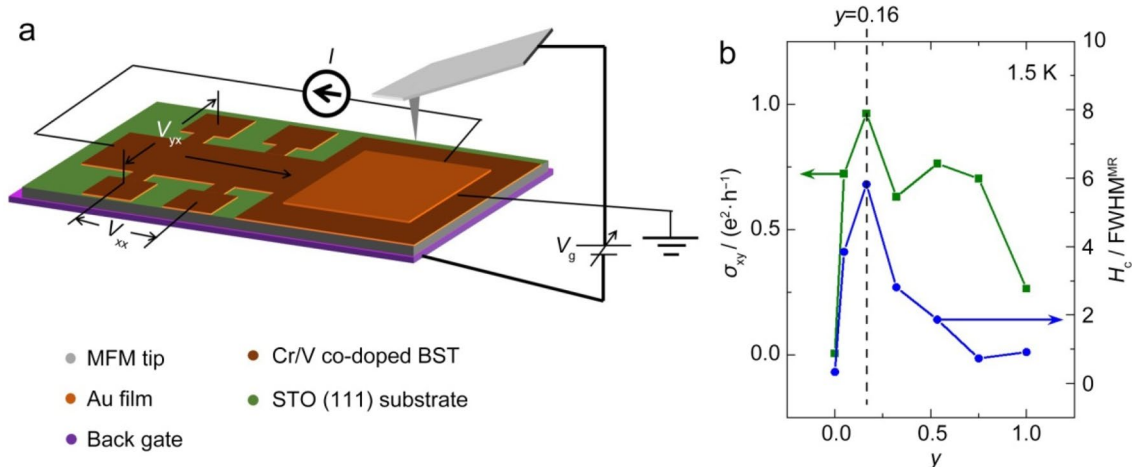 a
I
V_yx
V_xx
V_g
MFM tip
Au film
Back gate
Cr/V co-doped BST
STO (111) substrate
b
y=0.16
1.5 K
σ_xy / (e²·h⁻¹)
1.0
0.5
0.0
H_c / FWHM^MR
10
8
6
4
2
0
0.0 0.5 1.0
y